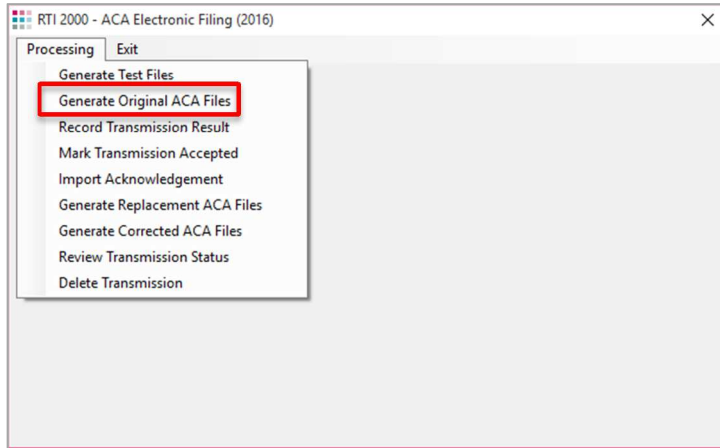 RTI 2000 - ACA Electronic Filing (2016)
Processing Exit
Generate Test Files
Generate Original ACA Files
Record Transmission Result
Mark Transmission Accepted
Import Acknowledgement
Generate Replacement ACA Files
Generate Corrected ACA Files
Review Transmission Status
Delete Transmission